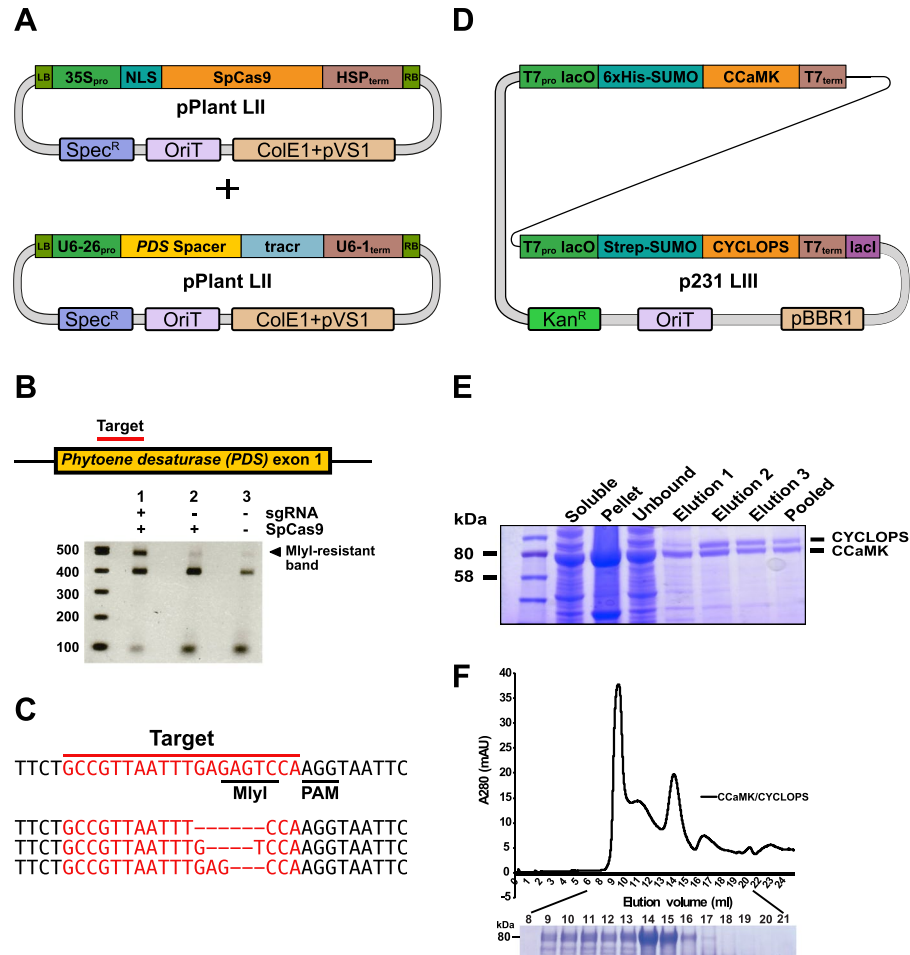 A
LB 35Spro NLS SpCas9 HSPterm RB
pPlant LII
SpecR OriT ColE1+pVS1
+
LB U6-26pro PDS Spacer tracr U6-1term RB
pPlant LII
SpecR OriT ColE1+pVS1
B
Target
Phytoene desaturase (PDS) exon 1
1 2 3
+ - - sgRNA
+ + - SpCas9
500
400
300
200
100
MlyI-resistant
band
C
Target
TTCTGCCGTTAATTTGAGAGTCCAAGGTAATTC
MlyI PAM
TTCTGCCGTTAATTT------CCAAGGTAATTC
TTCTGCCGTTAATTTG----TCCAAGGTAATTC
TTCTGCCGTTAATTTGAG---CCAAGGTAATTC
D
T7pro lacO 6xHis-SUMO CCaMK T7term
T7pro lacO Strep-SUMO CYCLOPS T7term lacI
p231 LIII
KanR OriT pBBR1
E
Soluble Pellet Unbound Elution 1 Elution 2 Elution 3 Pooled
kDa
80
58
CYCLOPS
CCaMK
F
A280 (mAU)
40
35
30
25
20
15
10
5
0
-5
CCaMK/CYCLOPS
0 1 2 3 4 5 6 7 8 9 10 11 12 13 14 15 16 17 18 19 20 21 22 23 24
Elution volume (ml)
8 9 10 11 12 13 14 15 16 17 18 19 20 21
kDa
80